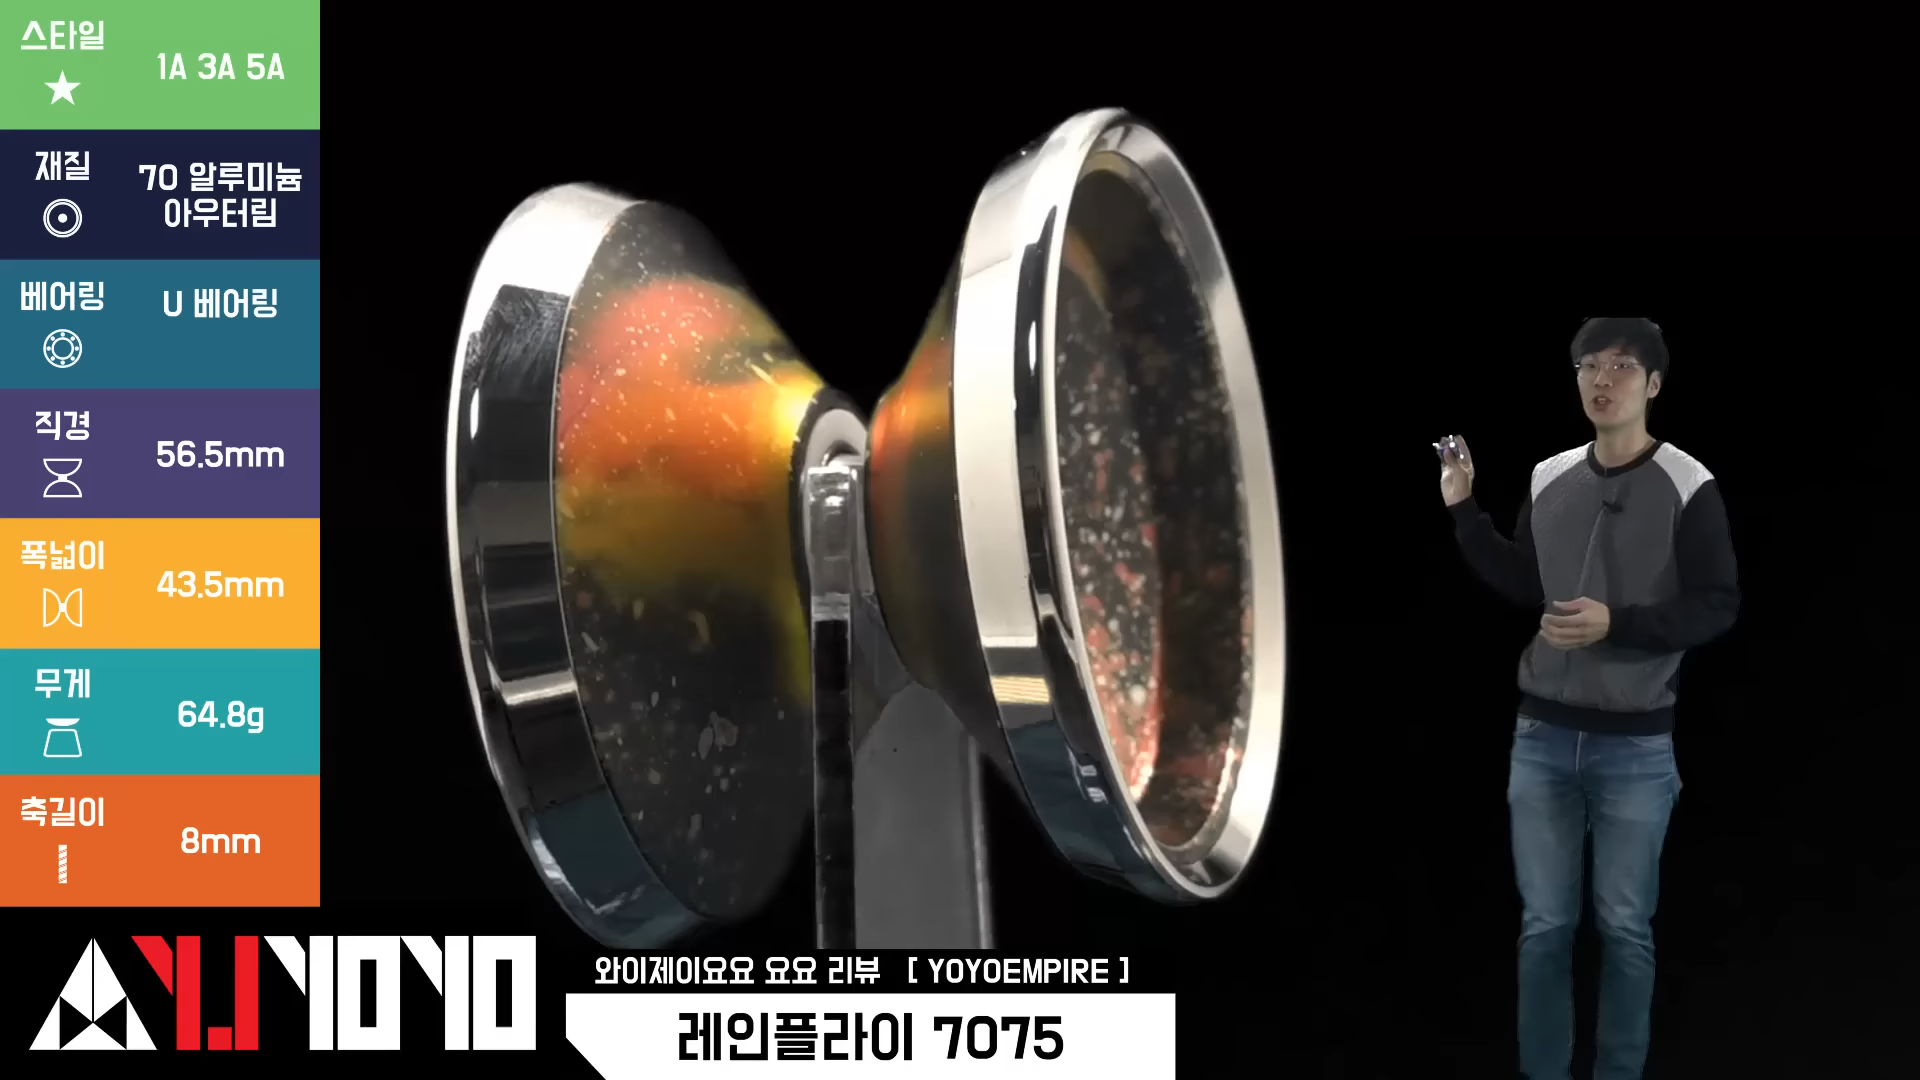 스타일
1A 3A 5A
재질
70 알루미늄
아우터림
베어링
U 베어링
직경
56.5mm
폭넓이
43.5mm
무게
64.8g
축길이
8mm
YJYOYO
와이제이요요 요요 리뷰 [ YOYOEMPIRE ]
레인플라이 7075